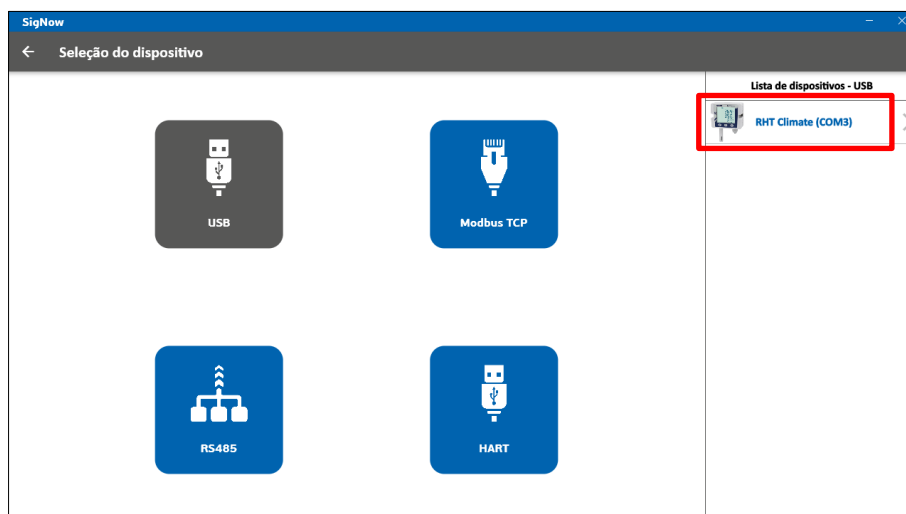 SigNow
Seleção do dispositivo
Lista de dispositivos - USB
RHT Climate (COM3)
USB
Modbus TCP
RS485
HART